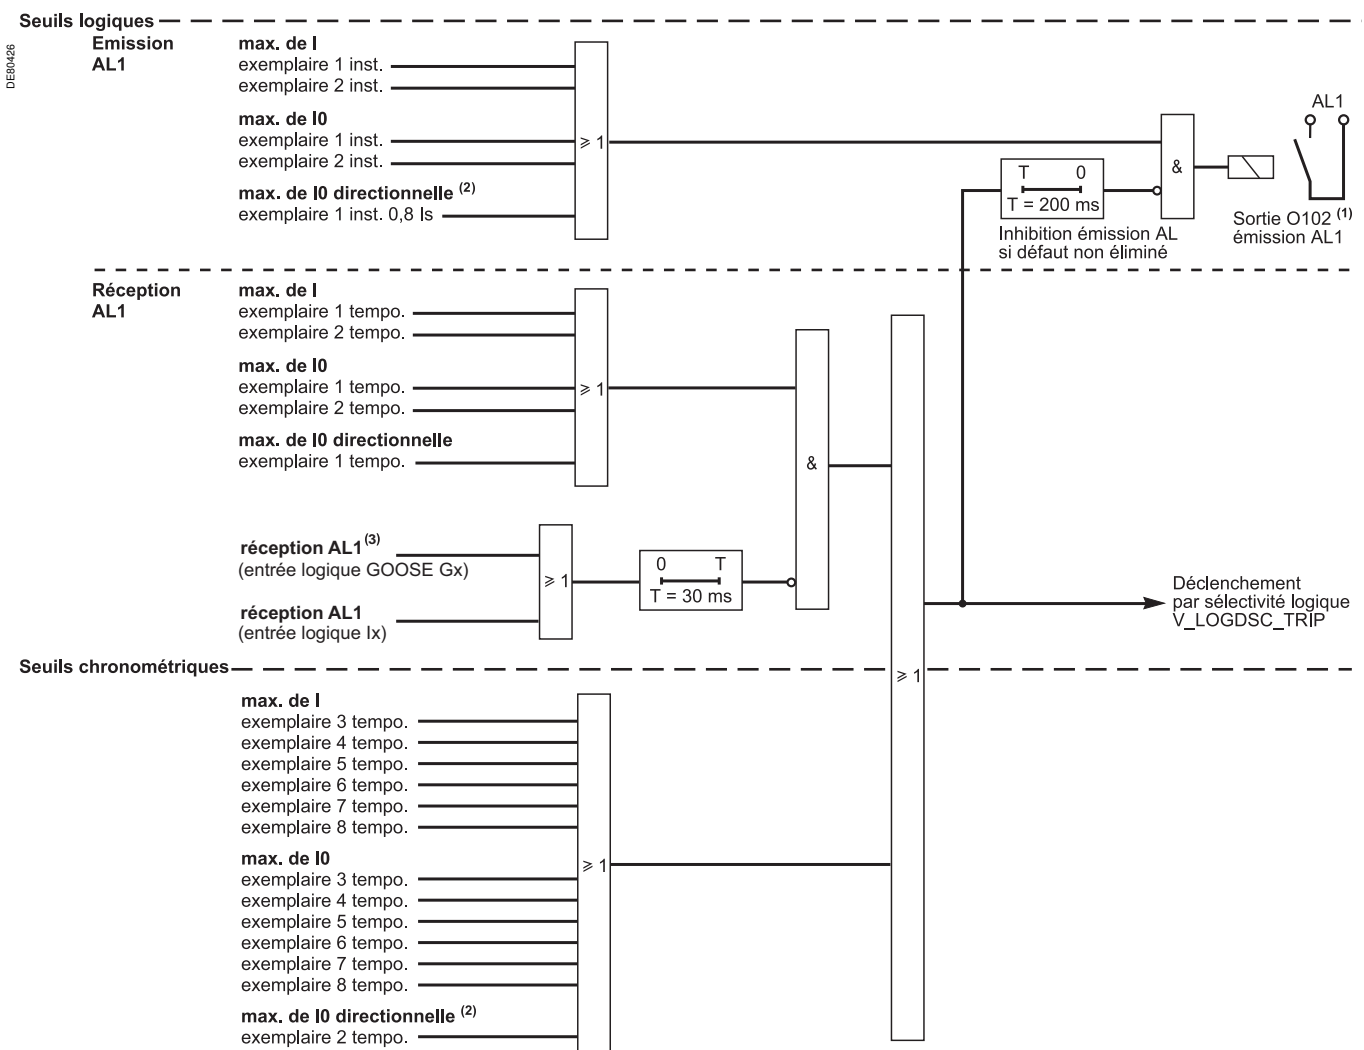 Seuils logiques
DE80426
Emission
AL1
max. de I
exemplaire 1 inst.
exemplaire 2 inst.
max. de I0
exemplaire 1 inst.
exemplaire 2 inst.
max. de I0 directionnelle (2)
exemplaire 1 inst. 0,8 Is
≥ 1
T 0
T = 200 ms
Inhibition émission AL
si défaut non éliminé
&
AL1
Sortie O102 (1)
émission AL1
Réception
AL1
max. de I
exemplaire 1 tempo.
exemplaire 2 tempo.
max. de I0
exemplaire 1 tempo.
exemplaire 2 tempo.
max. de I0 directionnelle
exemplaire 1 tempo.
≥ 1
&
réception AL1(3)
(entrée logique GOOSE Gx)
réception AL1
(entrée logique Ix)
≥ 1
0 T
T = 30 ms
Déclenchement
par sélectivité logique
V_LOGDSC_TRIP
≥ 1
Seuils chronométriques
max. de I
exemplaire 3 tempo.
exemplaire 4 tempo.
exemplaire 5 tempo.
exemplaire 6 tempo.
exemplaire 7 tempo.
exemplaire 8 tempo.
max. de I0
exemplaire 3 tempo.
exemplaire 4 tempo.
exemplaire 5 tempo.
exemplaire 6 tempo.
exemplaire 7 tempo.
exemplaire 8 tempo.
max. de I0 directionnelle (2)
exemplaire 2 tempo.
≥ 1